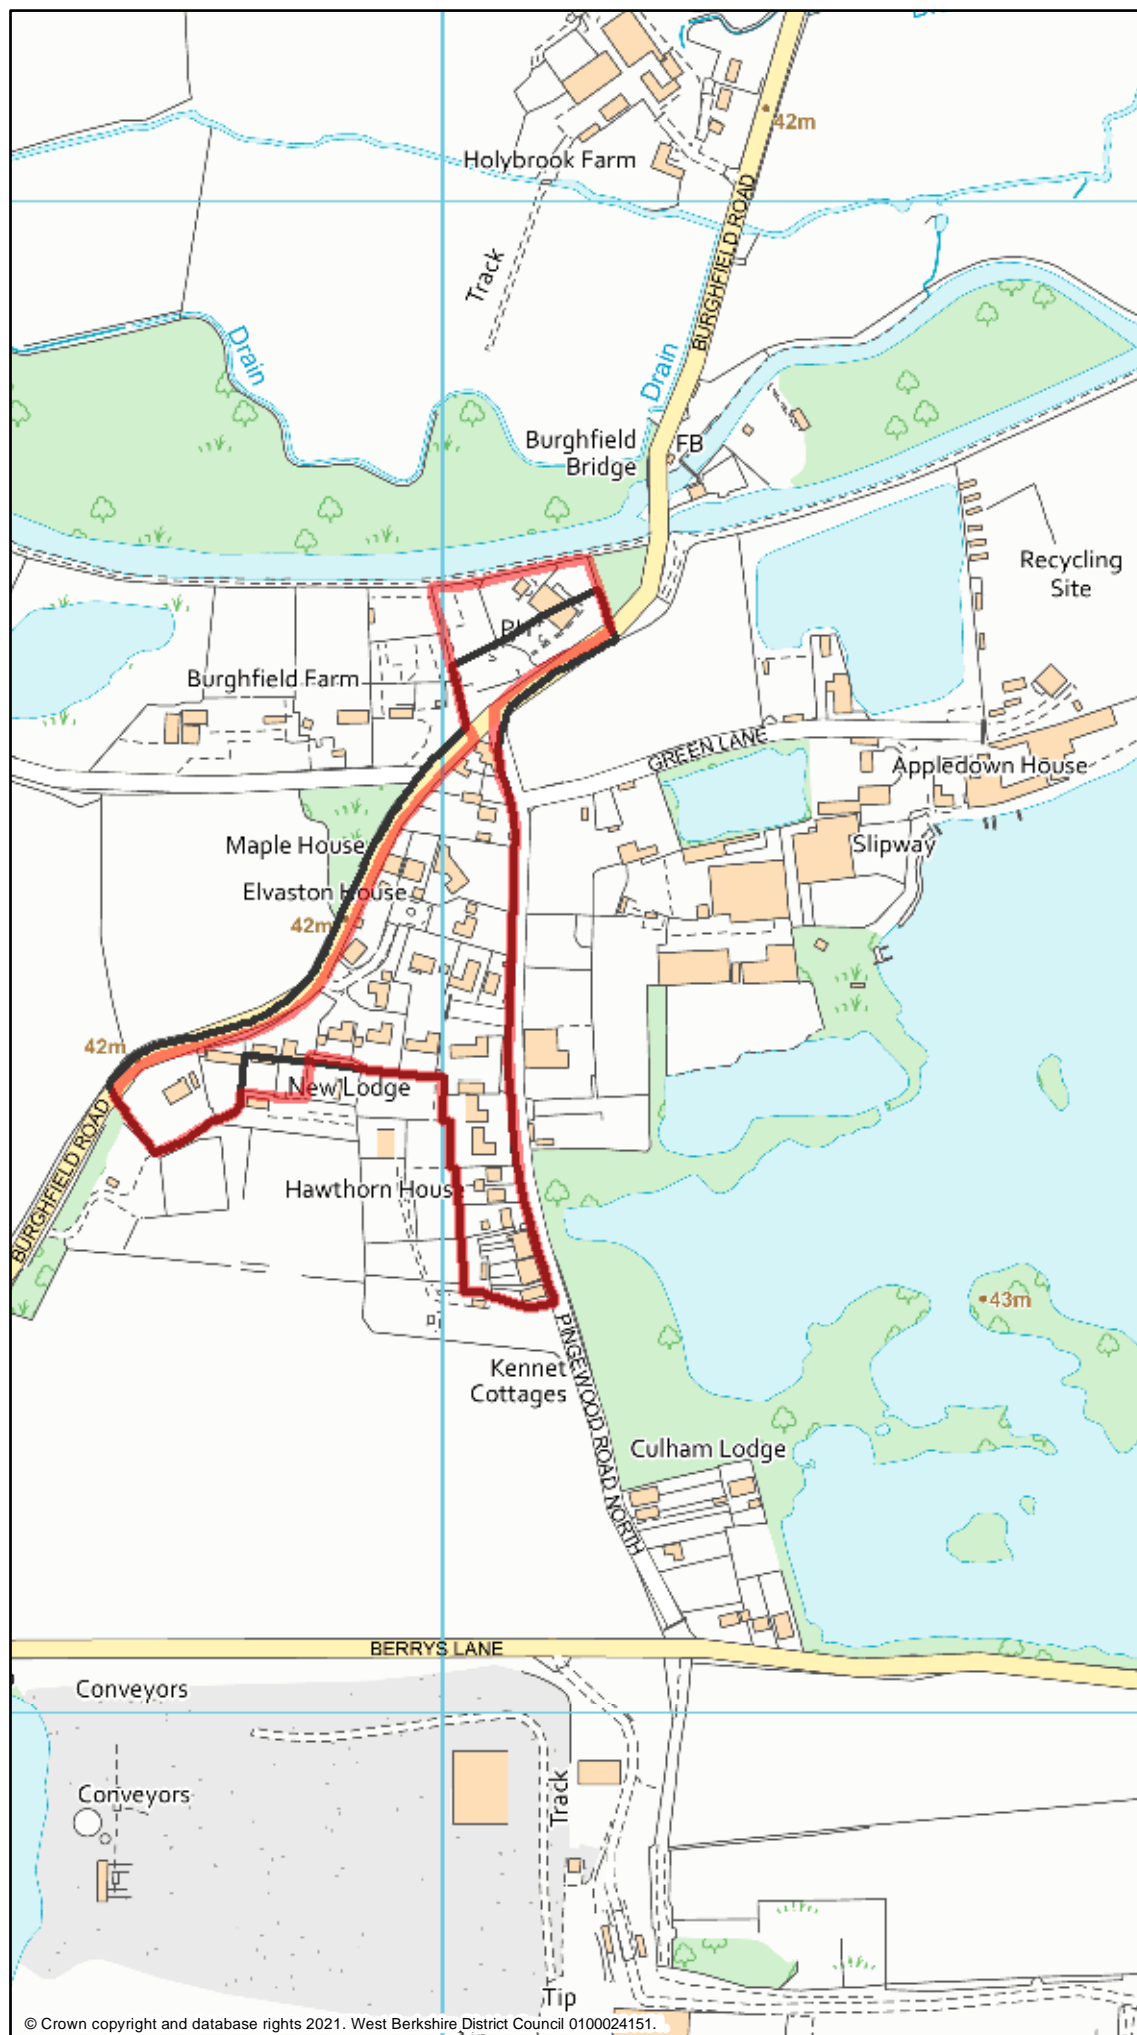 42m
Holybrook Farm
BURGHFIELD ROAD
Track
Drain
Drain
Burghfield
Bridge
FB
Recycling
Site
Burghfield Farm
GREEN LANE
Appledown House
Maple House
Slipway
Elvaston House
42m
42m
New Lodge
BURGHFIELD ROAD
Hawthorn House
43m
PINGEWOOD ROAD NORTH
Kennet
Cottages
Culham Lodge
BERRYS LANE
Conveyors
Conveyors
Track
Tip
© Crown copyright and database rights 2021. West Berkshire District Council 0100024151.